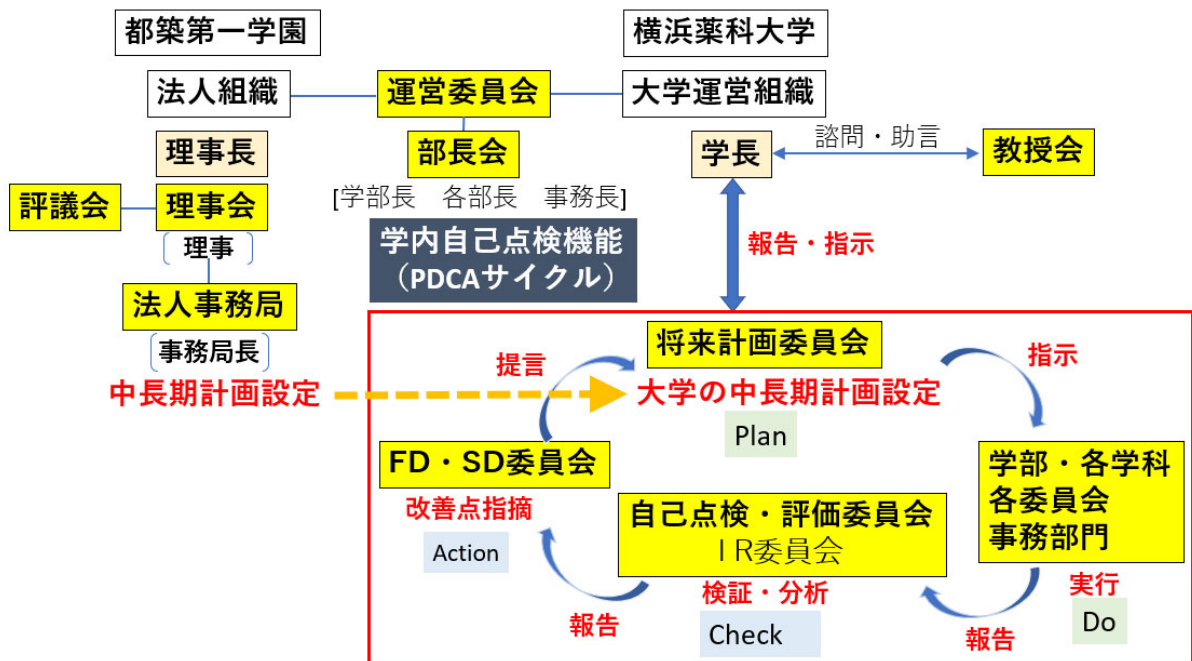 都築第一学園
横浜薬科大学
法人組織
運営委員会
大学運営組織
理事長
部長会
学長
諮問・助言
教授会
評議会
理事会
[学部長 各部長 事務長]
〔理事〕
学内自己点検機能
（PDCAサイクル）
報告・指示
法人事務局
〔事務局長〕
中長期計画設定
将来計画委員会
提言
指示
大学の中長期計画設定
Plan
FD・SD委員会
改善点指摘
Action
自己点検・評価委員会
IR委員会
検証・分析
Check
学部・各学科
各委員会
事務部門
実行
Do
報告
報告